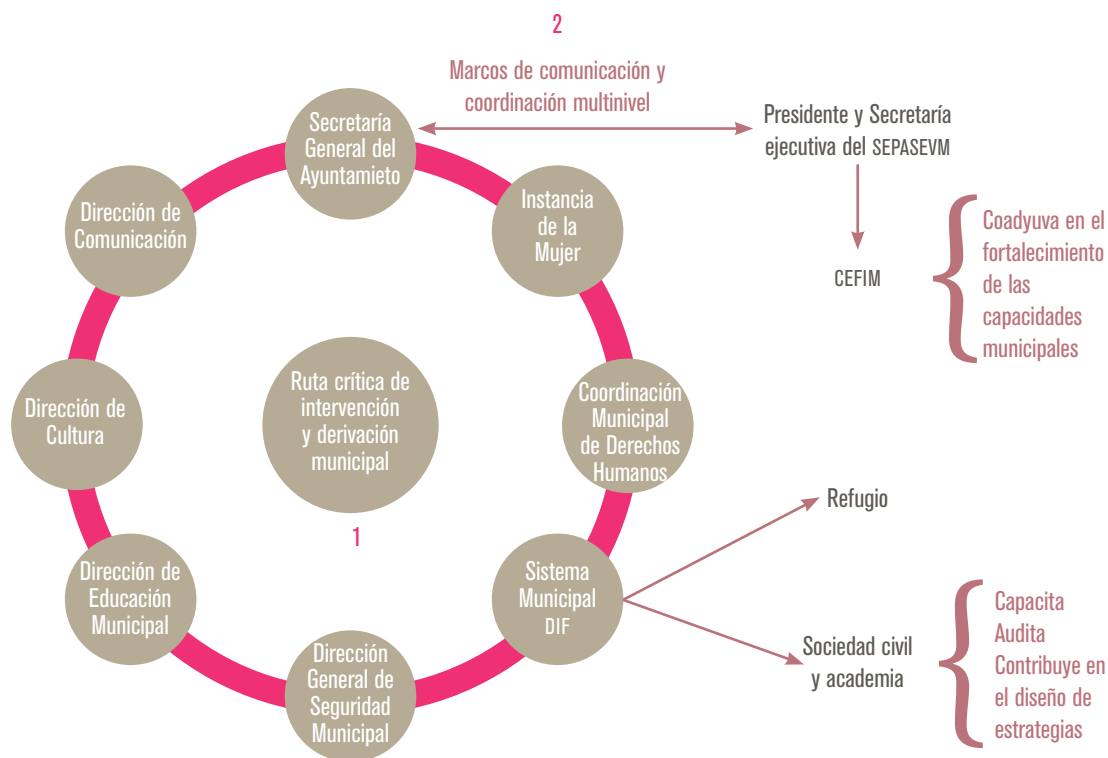 2
Marcos de comunicación y
coordinación multinivel
Secretaría
General del
Ayuntamieto
Presidente y Secretaría
ejecutiva del SEPASEVM
Instancia
de la
Mujer
Dirección de
Comunicación
CEFIM
Coadyuva en el
fortalecimiento
de las
capacidades
municipales
Ruta crítica de
intervención
y derivación
municipal
1
Dirección de
Cultura
Coordinación
Municipal
de Derechos
Humanos
Refugio
Dirección de
Educación
Municipal
Sistema
Municipal
DIF
Dirección
General de
Seguridad
Municipal
Sociedad civil
y academia
Capacita
Audita
Contribuye en
el diseño de
estrategias